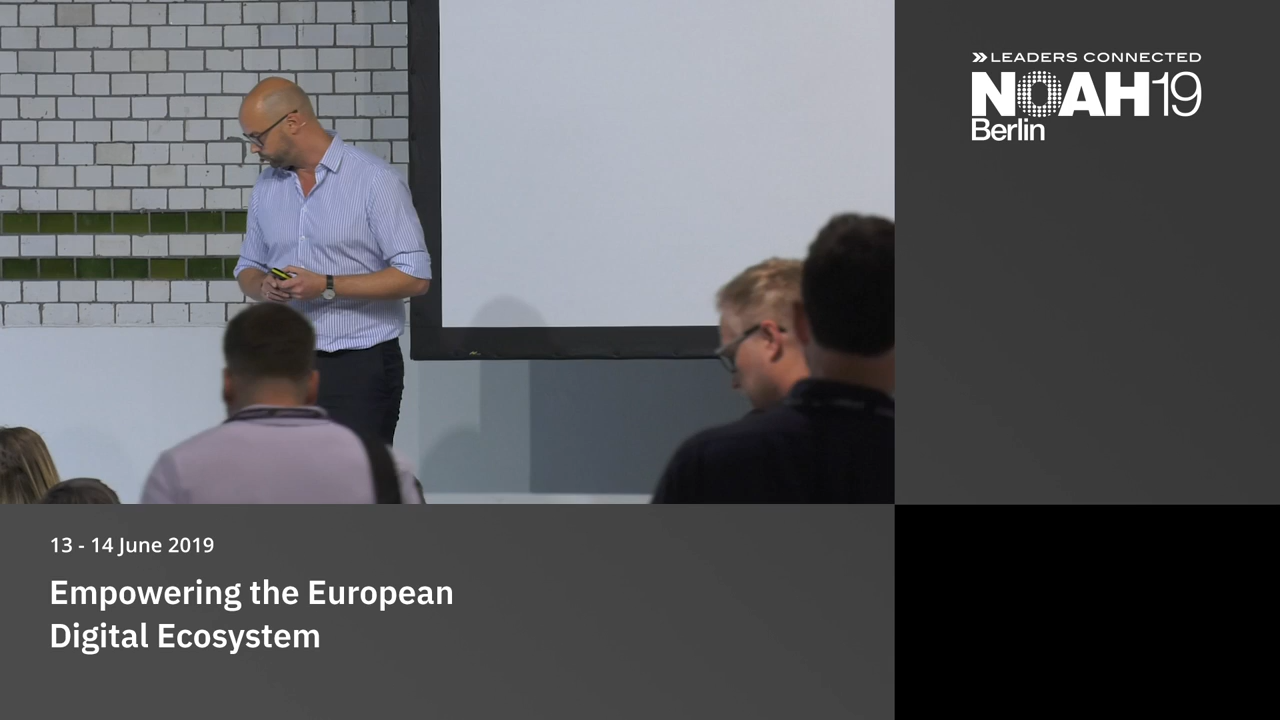 LEADERS CONNECTED
NOAH19
Berlin
13 - 14 June 2019
Empowering the European
Digital Ecosystem